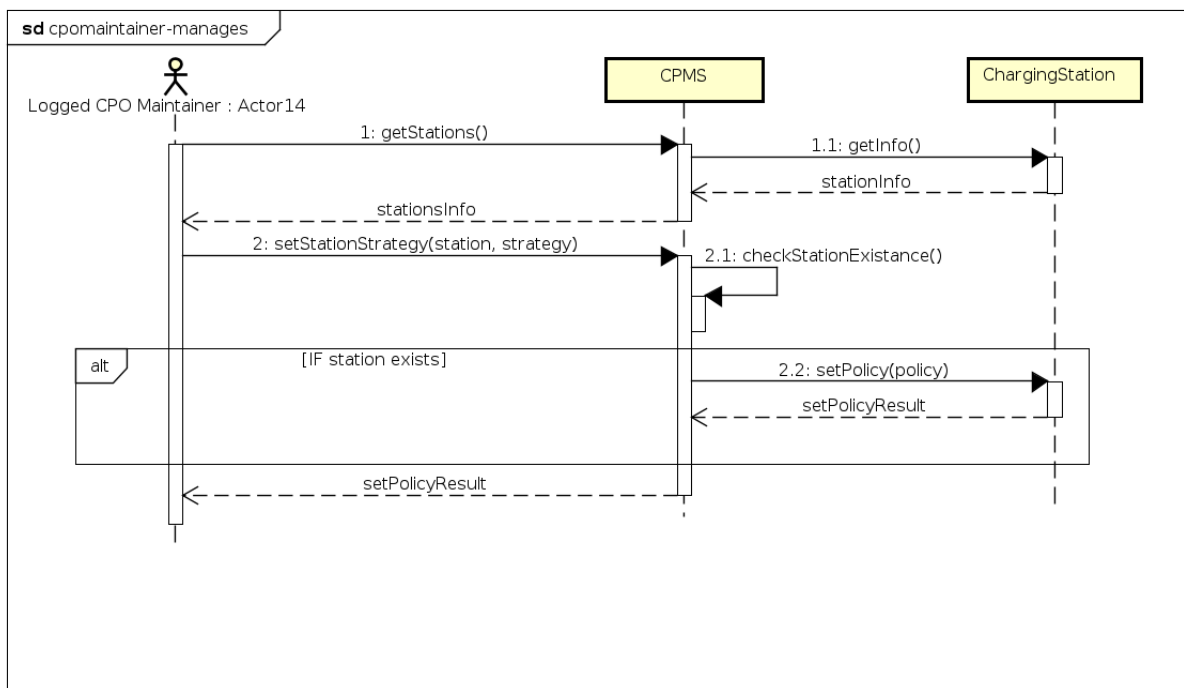 sd cpomaintainer-manages
Logged CPO Maintainer : Actor14
CPMS
ChargingStation
1: getStations()
1.1: getInfo()
stationInfo
stationsInfo
2: setStationStrategy(station, strategy)
2.1: checkStationExistance()
alt
[IF station exists]
2.2: setPolicy(policy)
setPolicyResult
setPolicyResult